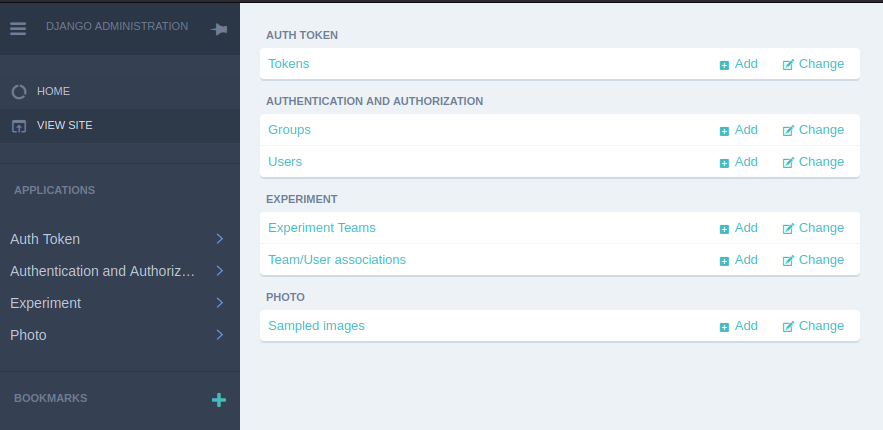 DJANGO ADMINISTRATION
HOME
VIEW SITE
APPLICATIONS
Auth Token
Authentication and Authoriz…
Experiment
Photo
BOOKMARKS
AUTH TOKEN
Tokens Add Change
AUTHENTICATION AND AUTHORIZATION
Groups Add Change
Users Add Change
EXPERIMENT
Experiment Teams Add Change
Team/User associations Add Change
PHOTO
Sampled images Add Change